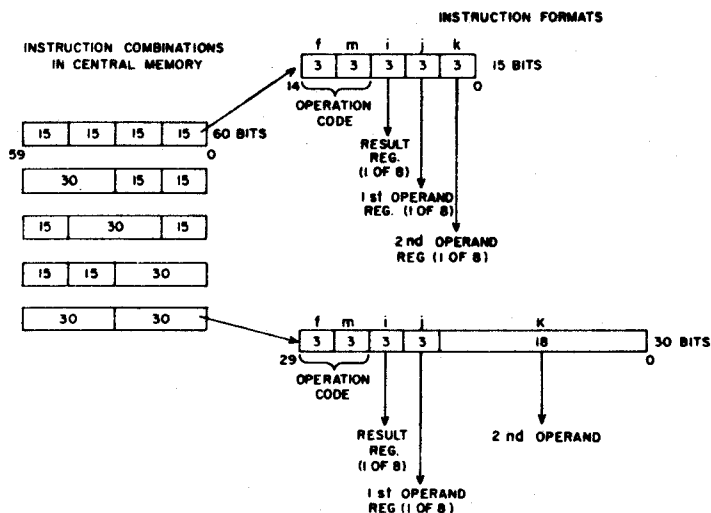 INSTRUCTION COMBINATIONS
IN CENTRAL MEMORY
15 15 15 15 60 BITS
59 0
30 15 15
15 30 15
15 15 30
30 30
INSTRUCTION FORMATS
f m i j k
3 3 3 3 3 15 BITS
14 0
OPERATION
CODE
RESULT
REG.
(1 OF 8)
1 st OPERAND
REG. (1 OF 8)
2 nd OPERAND
REG (1 OF 8)
f m i j K
3 3 3 3 18 30 BITS
29 0
OPERATION
CODE
RESULT
REG.
(1 OF 8)
2 nd OPERAND
1 st OPERAND
REG (1 OF 8)